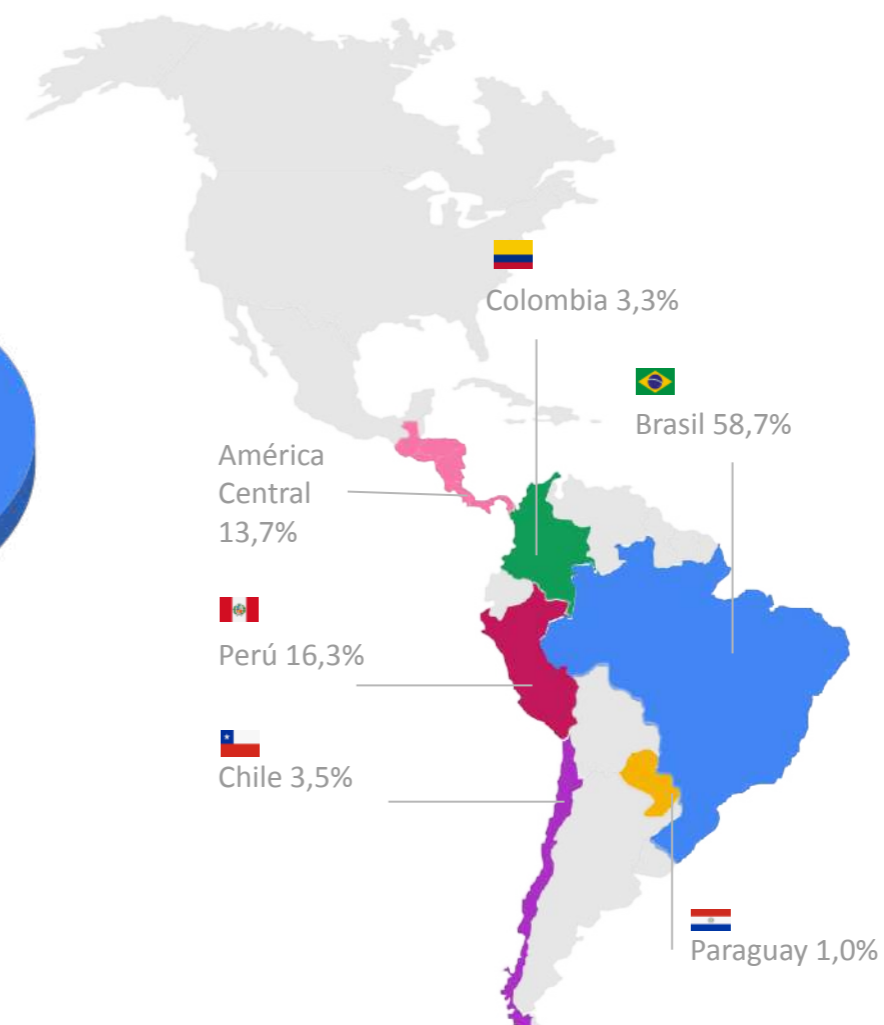 Colombia 3,3%
Brasil 58,7%
América
Central
13,7%
Perú 16,3%
Chile 3,5%
Paraguay 1,0%